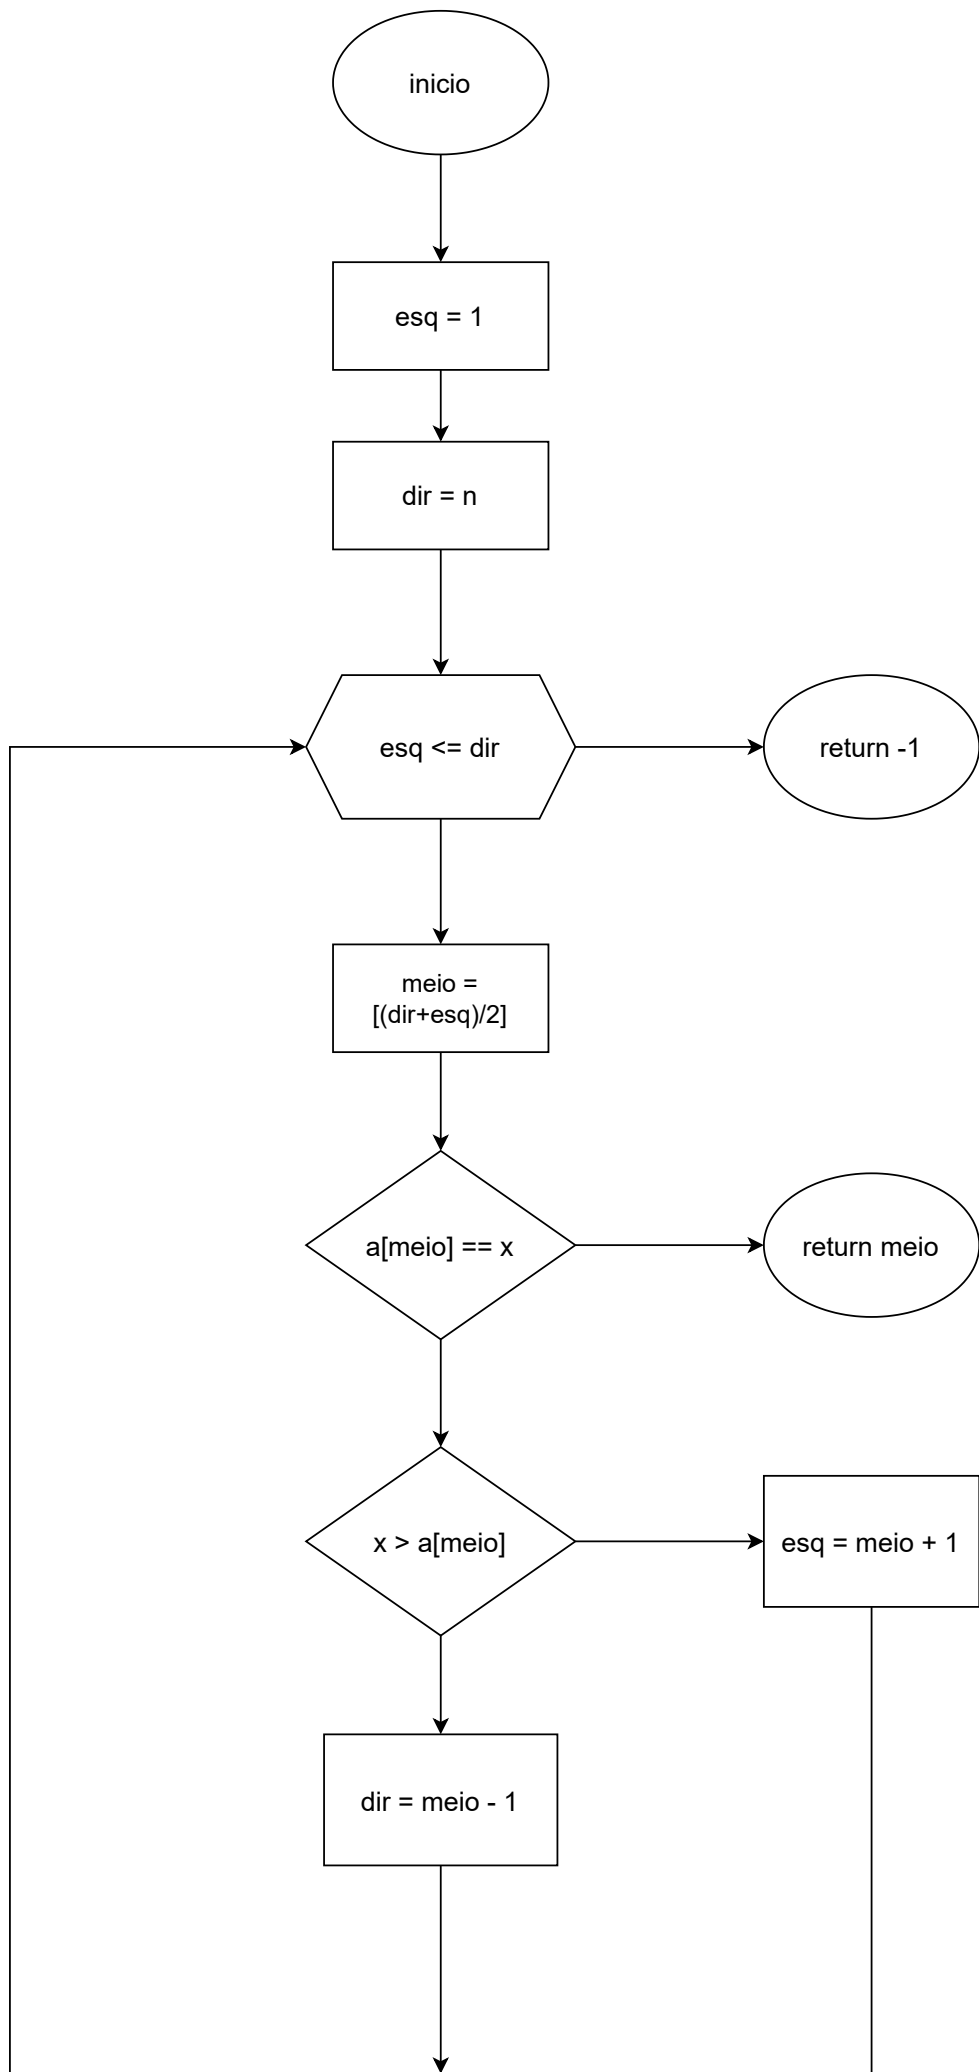 inicio
esq = 1
dir = n
esq <= dir
return -1
meio =
[(dir+esq)/2]
a[meio] == x
return meio
x > a[meio]
esq = meio + 1
dir = meio - 1